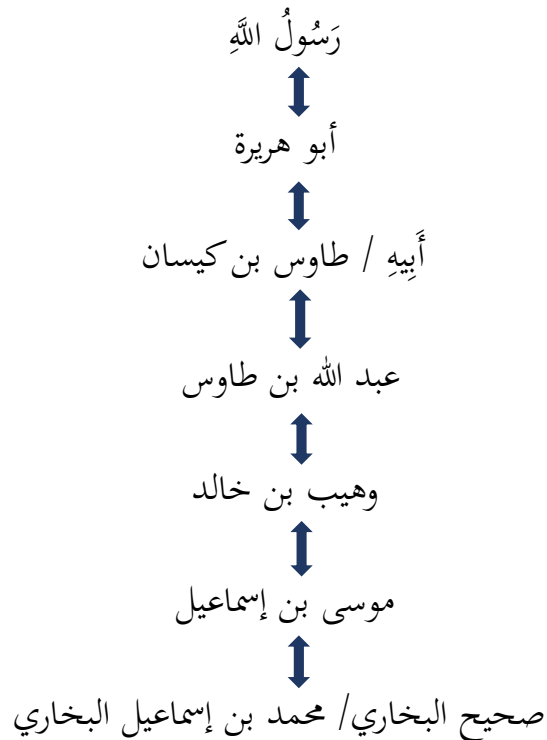 رَسُولُ اللَّهِ
أبو هريرة
أَبِيهِ / طاوس بن كيسان
عبد الله بن طاوس
وهيب بن خالد
موسى بن إسماعيل
صحيح البخاري/ محمد بن إسماعيل البخاري